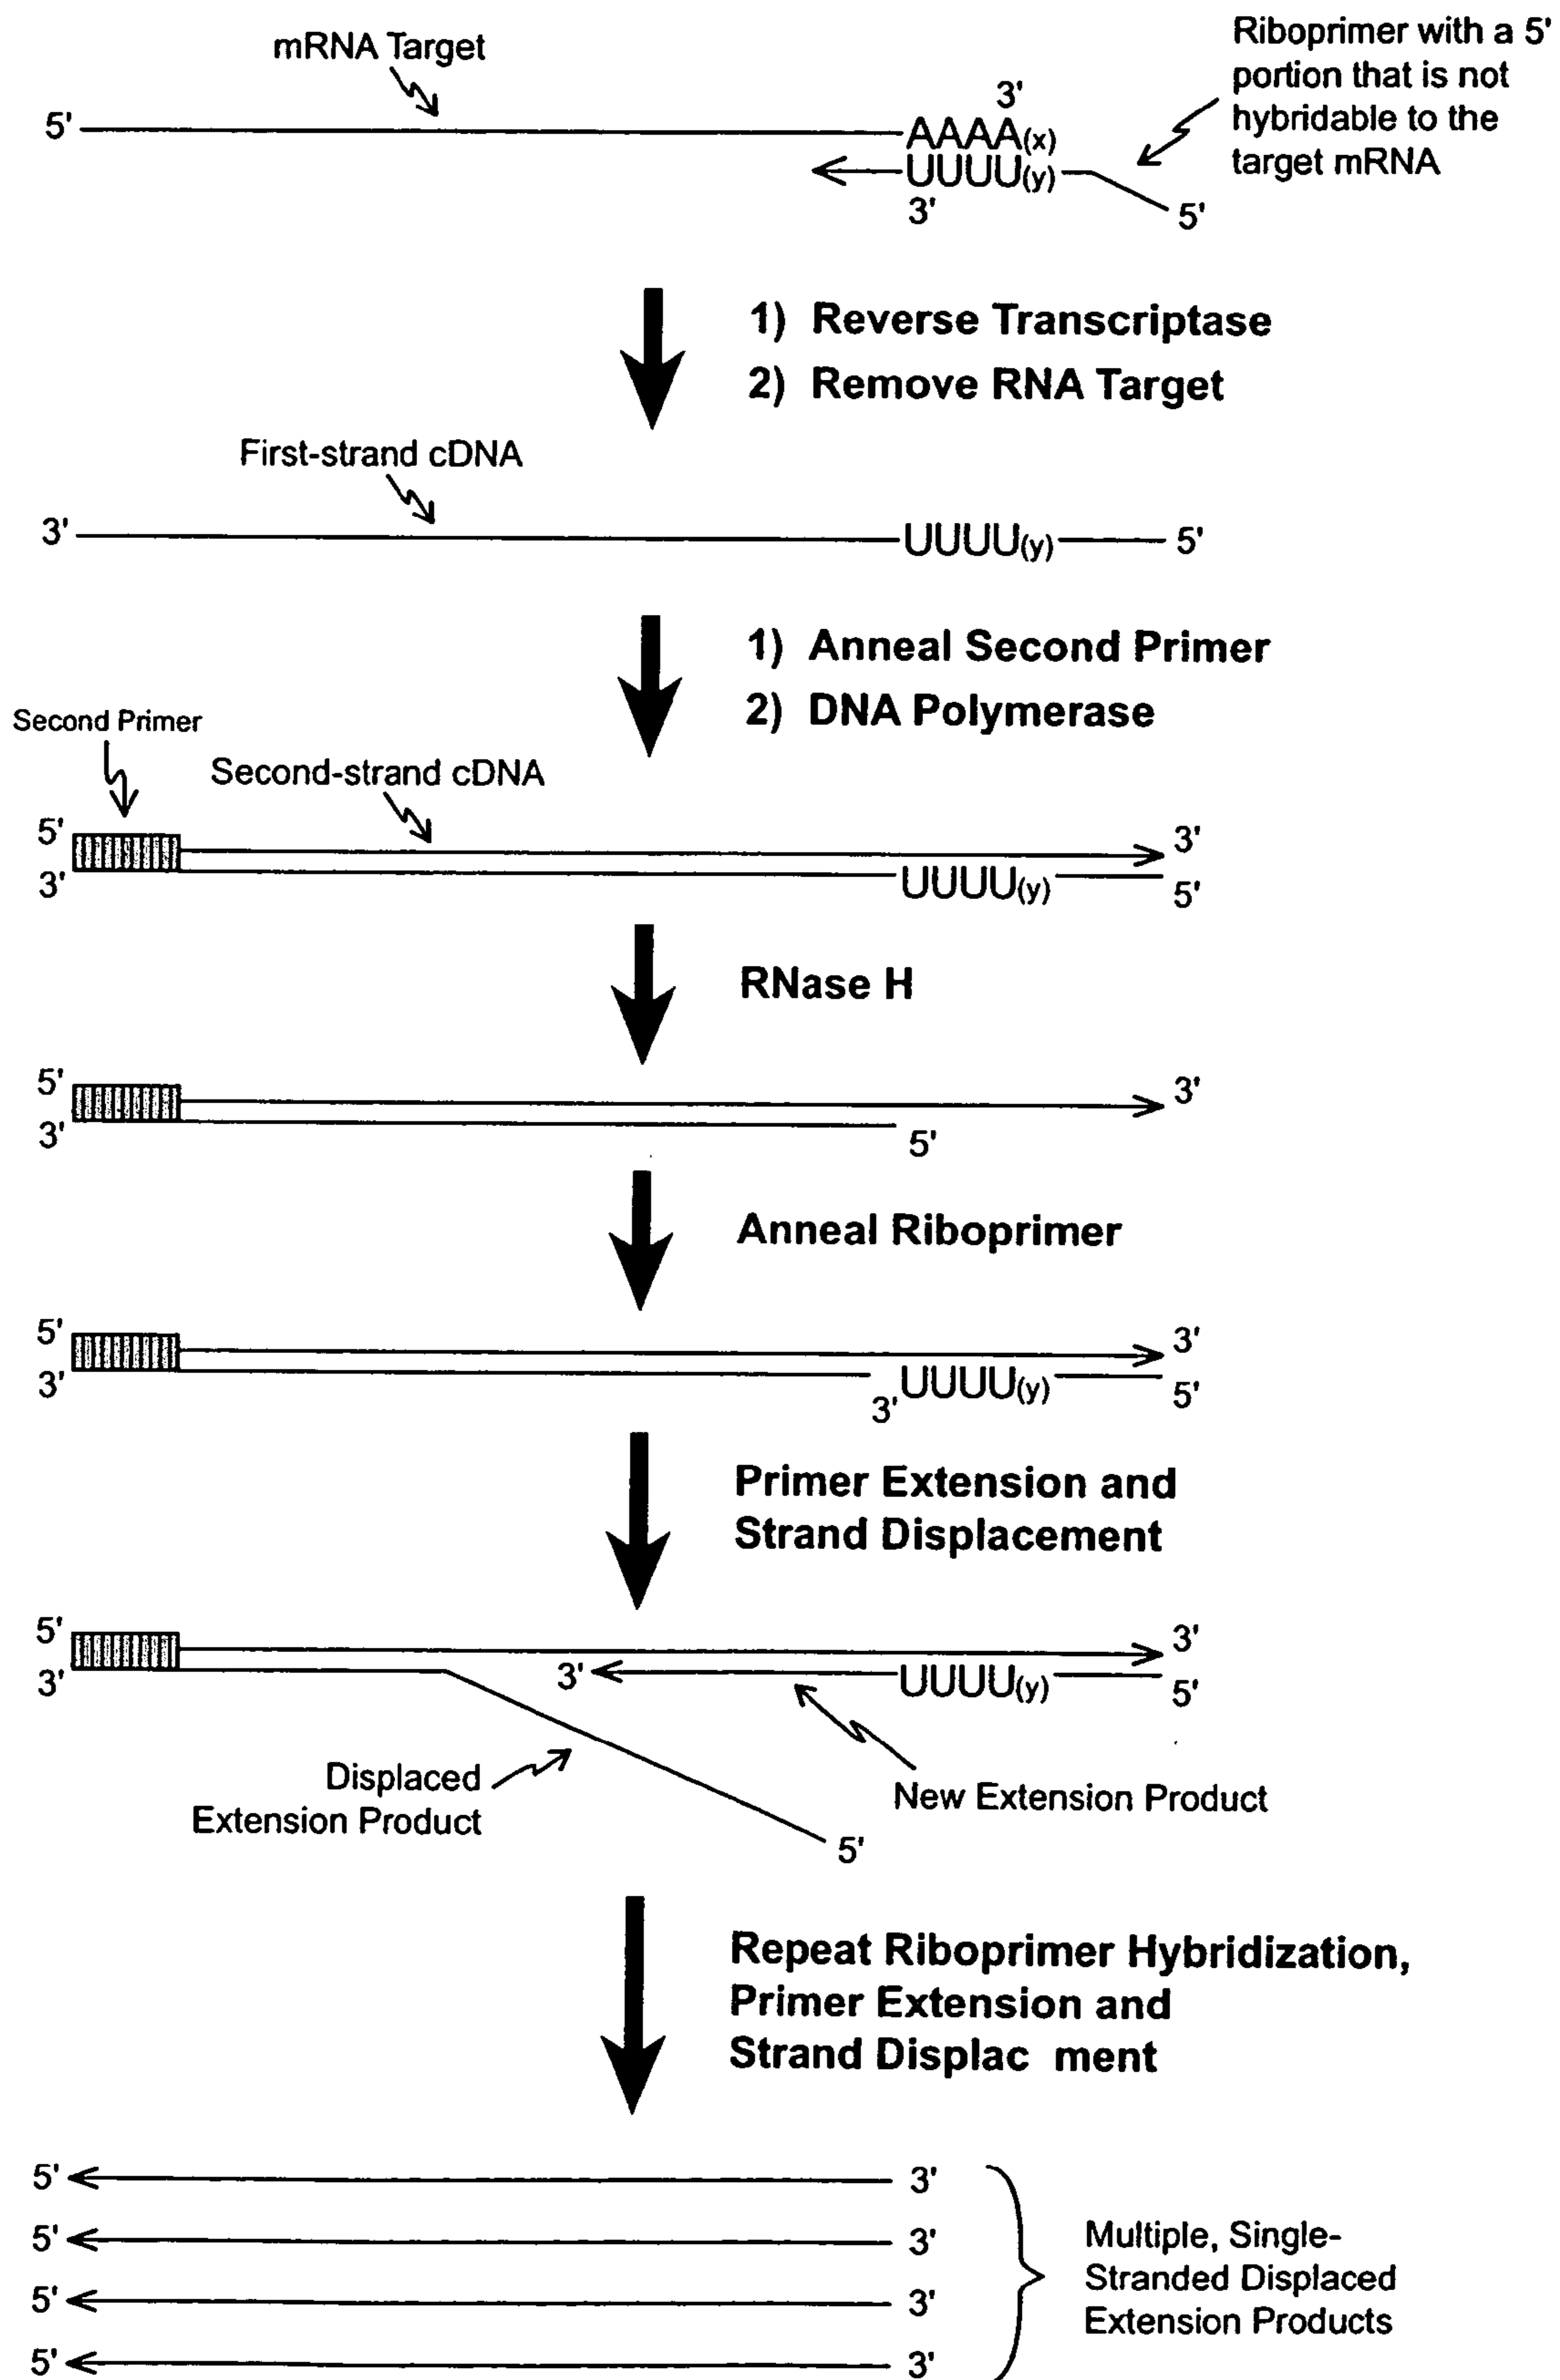 mRNA Target
Riboprimer with a 5'
portion that is not
hybridable to the
target mRNA
3'
5'
AAAA(x)
UUUU(y)
3'
5'
1) Reverse Transcriptase
2) Remove RNA Target
First-strand cDNA
3'
UUUU(y)
5'
1) Anneal Second Primer
2) DNA Polymerase
Second Primer
Second-strand cDNA
5'
3'
3'
UUUU(y)
5'
RNase H
5'
3'
3'
5'
Anneal Riboprimer
5'
3'
3'
3'
UUUU(y)
5'
Primer Extension and
Strand Displacement
5'
3'
3'
3'
UUUU(y)
5'
Displaced
Extension Product
New Extension Product
5'
Repeat Riboprimer Hybridization,
Primer Extension and
Strand Displac ment
5' 3'
5' 3'
5' 3'
5' 3'
Multiple, Single-
Stranded Displaced
Extension Products